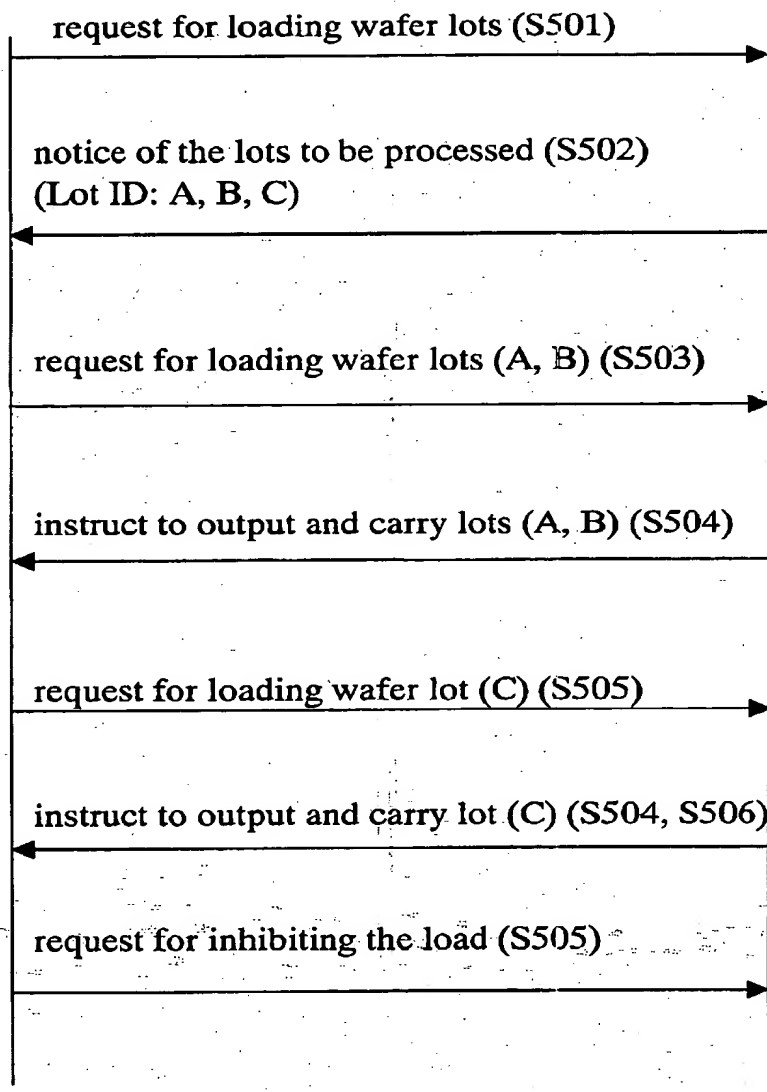 request for loading wafer lots (S501)
notice of the lots to be processed (S502)
(Lot ID: A, B, C)
request for loading wafer lots (A, B) (S503)
instruct to output and carry lots (A, B) (S504)
request for loading wafer lot (C) (S505)
instruct to output and carry lot (C) (S504, S506)
request for inhibiting the load (S505)